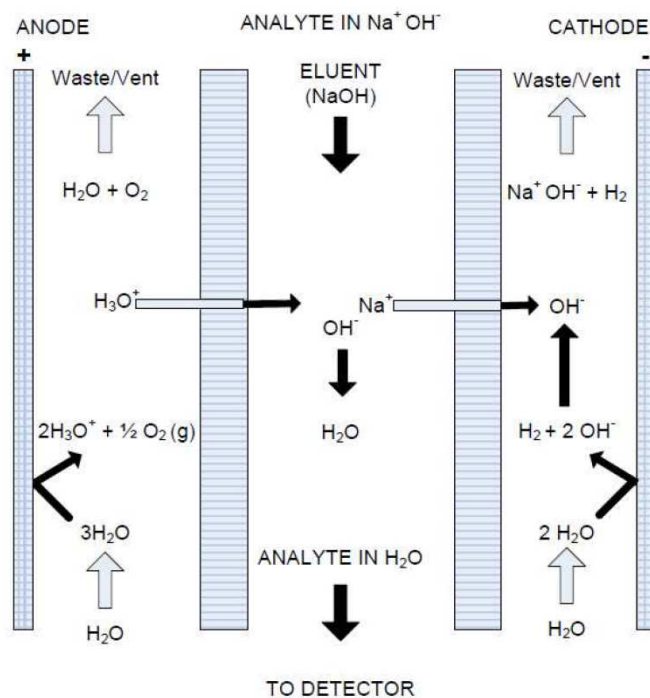 ANODE
+
ANALYTE IN Na⁺ OH⁻
CATHODE
-
Waste/Vent
ELUENT
(NaOH)
Waste/Vent
H₂O + O₂
Na⁺ OH⁻ + H₂
H₃O⁺
OH⁻
Na⁺
OH⁻
H₂O
2H₃O⁺ + ½ O₂ (g)
H₂ + 2 OH⁻
3H₂O
2 H₂O
ANALYTE IN H₂O
H₂O
H₂O
TO DETECTOR